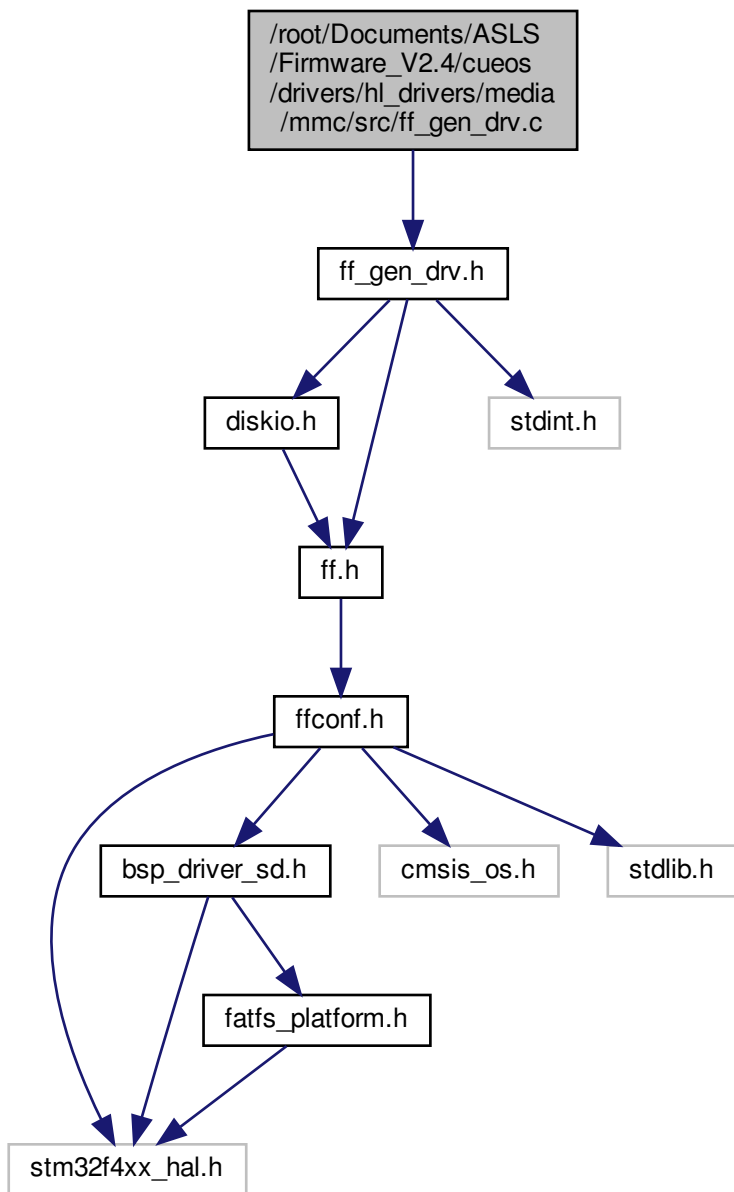 /root/Documents/ASLS
/Firmware_V2.4/cueos
/drivers/hl_drivers/media
/mmc/src/ff_gen_drv.c
ff_gen_drv.h
diskio.h
stdint.h
ff.h
ffconf.h
bsp_driver_sd.h
cmsis_os.h
stdlib.h
fatfs_platform.h
stm32f4xx_hal.h